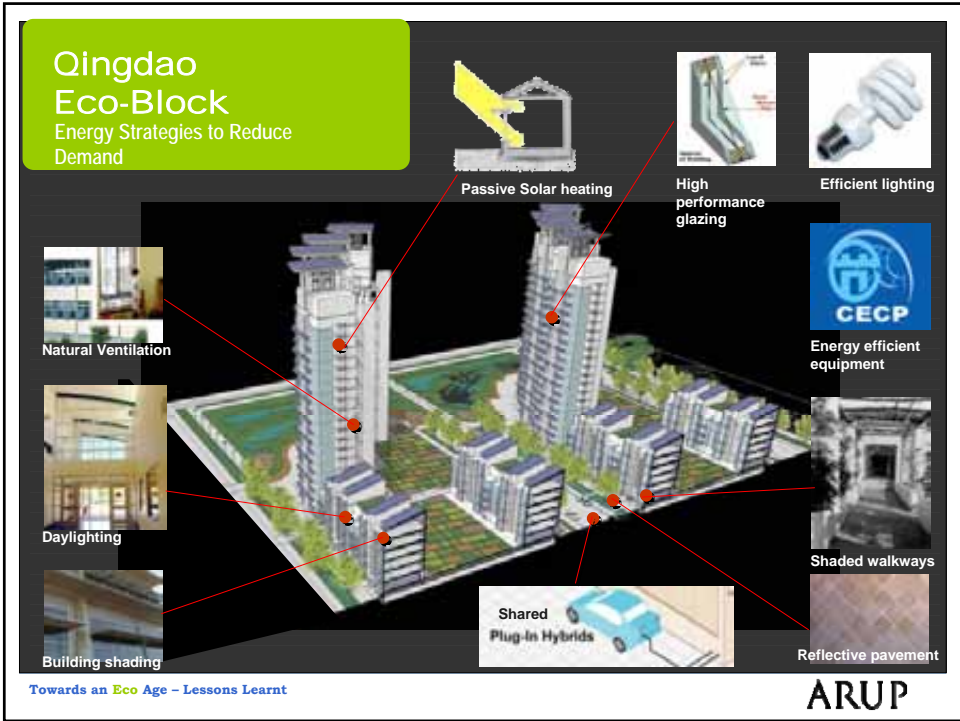 Qingdao
Eco-Block
Energy Strategies to Reduce
Demand
Passive Solar heating
High
performance
glazing
Efficient lighting
Natural Ventilation
CECP
Energy efficient
equipment
Daylighting
Shaded walkways
Building shading
Shared
Plug-In Hybrids
Reflective pavement
Towards an Eco Age – Lessons Learnt
ARUP